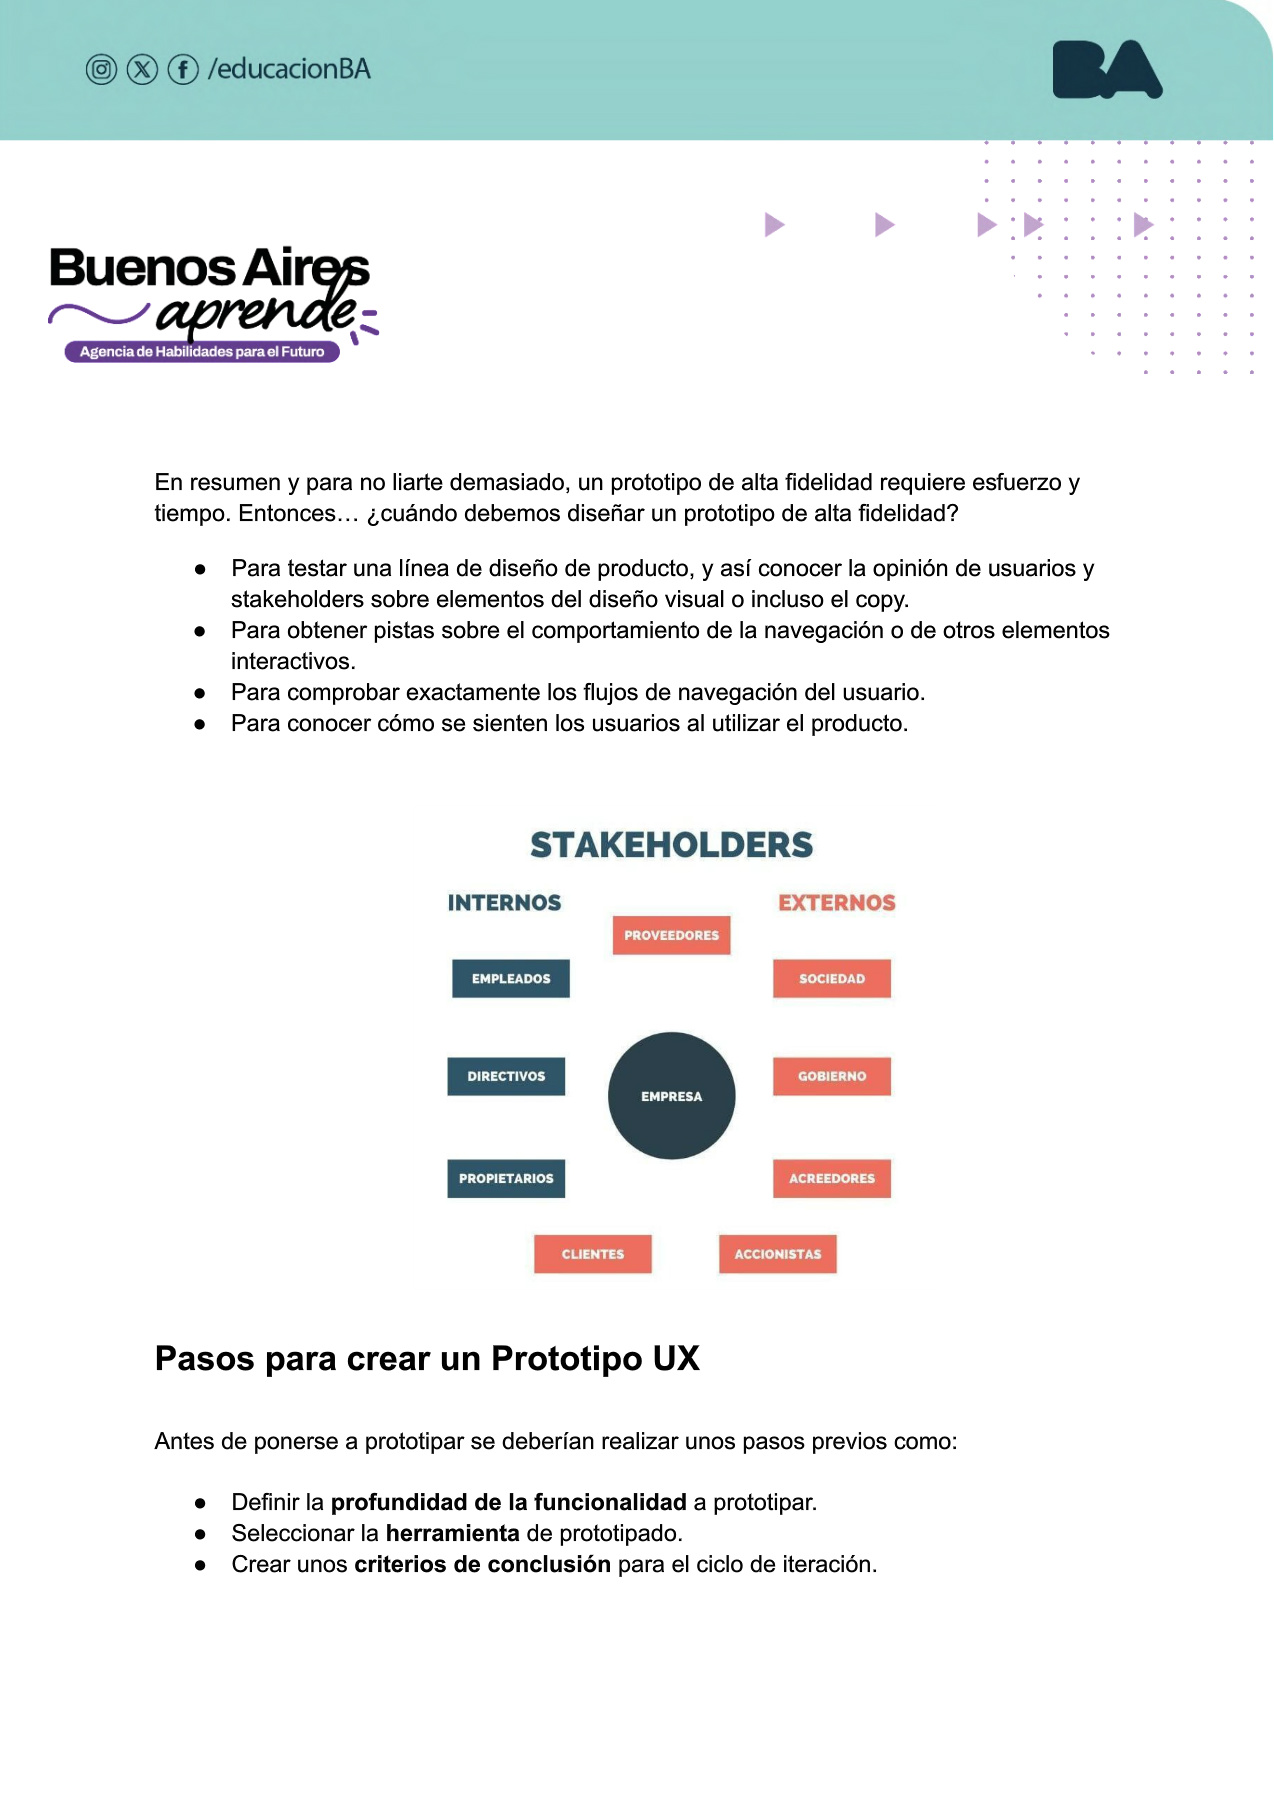 /educacionBA
BA
Buenos Aires
aprende
Agencia de Habilidades para el Futuro
En resumen y para no liarte demasiado, un prototipo de alta fidelidad requiere esfuerzo y
tiempo. Entonces… ¿cuándo debemos diseñar un prototipo de alta fidelidad?
● Para testar una línea de diseño de producto, y así conocer la opinión de usuarios y
stakeholders sobre elementos del diseño visual o incluso el copy.
● Para obtener pistas sobre el comportamiento de la navegación o de otros elementos
interactivos.
● Para comprobar exactamente los flujos de navegación del usuario.
● Para conocer cómo se sienten los usuarios al utilizar el producto.
STAKEHOLDERS
INTERNOS
EXTERNOS
PROVEEDORES
EMPLEADOS
SOCIEDAD
DIRECTIVOS
EMPRESA
GOBIERNO
PROPIETARIOS
ACREEDORES
CLIENTES
ACCIONISTAS
Pasos para crear un Prototipo UX
Antes de ponerse a prototipar se deberían realizar unos pasos previos como:
● Definir la profundidad de la funcionalidad a prototipar.
● Seleccionar la herramienta de prototipado.
● Crear unos criterios de conclusión para el ciclo de iteración.